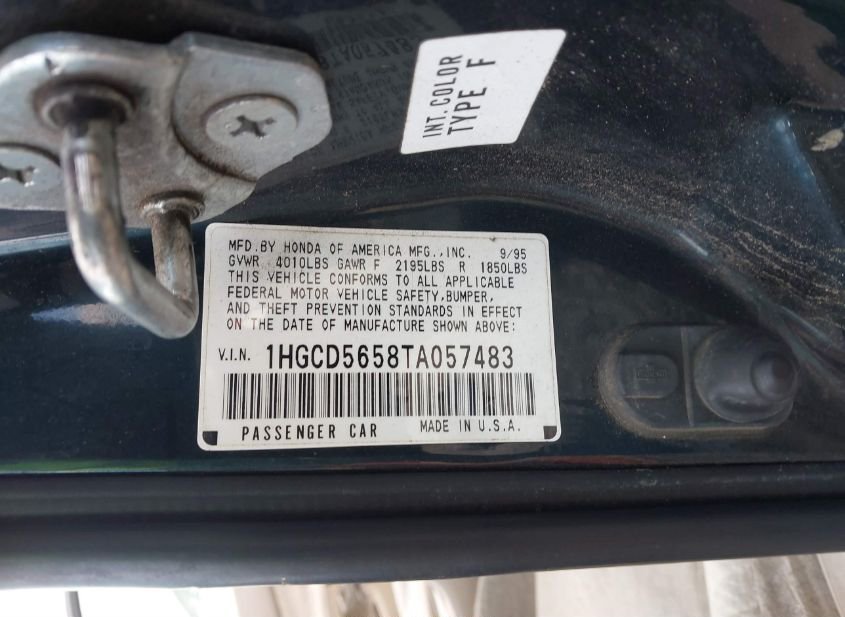 INT. COLOR
TYPE F
MFD. BY HONDA OF AMERICA MFG.,INC. 9/95
GVWR 4010LBS GAWR F 2195LBS R 1850LBS
THIS VEHICLE CONFORMS TO ALL APPLICABLE
FEDERAL MOTOR VEHICLE SAFETY,BUMPER,
AND THEFT PREVENTION STANDARDS IN EFFECT
ON THE DATE OF MANUFACTURE SHOWN ABOVE:
V.I.N. 1HGCD5658TA057483
PASSENGER CAR MADE IN U.S.A.